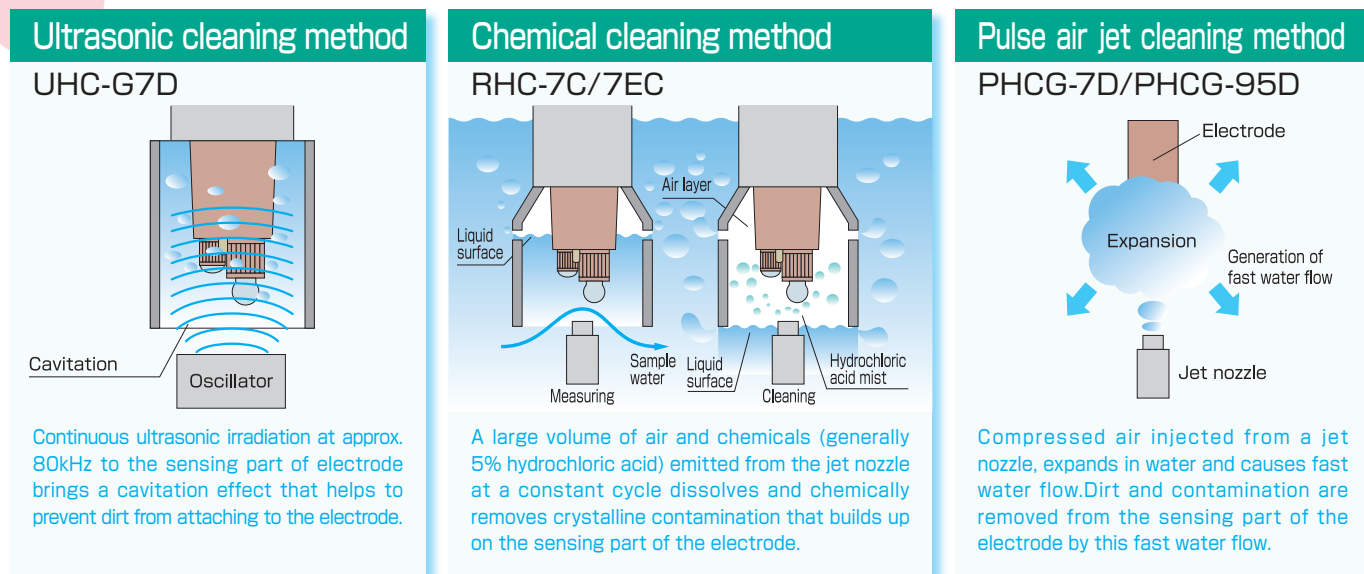 Ultrasonic cleaning method
UHC-G7D
Cavitation
Oscillator
Continuous ultrasonic irradiation at approx.
80kHz to the sensing part of electrode
brings a cavitation effect that helps to
prevent dirt from attaching to the electrode.
Chemical cleaning method
RHC-7C/7EC
Air layer
Liquid
surface
Sample
water
Measuring
Liquid
surface
Hydrochloric
acid mist
Cleaning
A large volume of air and chemicals (generally
5% hydrochloric acid) emitted from the jet nozzle
at a constant cycle dissolves and chemically
removes crystalline contamination that builds up
on the sensing part of the electrode.
Pulse air jet cleaning method
PHCG-7D/PHCG-95D
Electrode
Expansion
Generation of
fast water flow
Jet nozzle
Compressed air injected from a jet
nozzle, expands in water and causes fast
water flow.Dirt and contamination are
removed from the sensing part of the
electrode by this fast water flow.